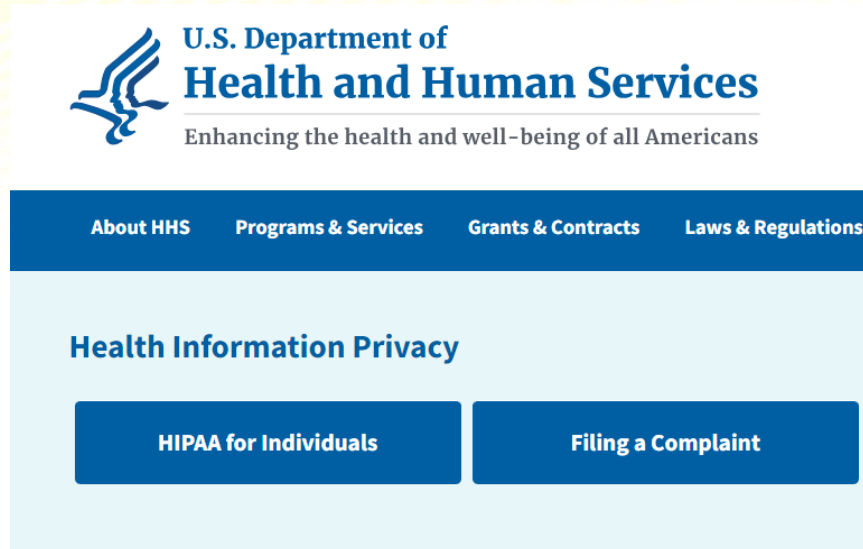 U.S. Department of
Health and Human Services
Enhancing the health and well-being of all Americans
About HHS Programs & Services Grants & Contracts Laws & Regulations
Health Information Privacy
HIPAA for Individuals Filing a Complaint